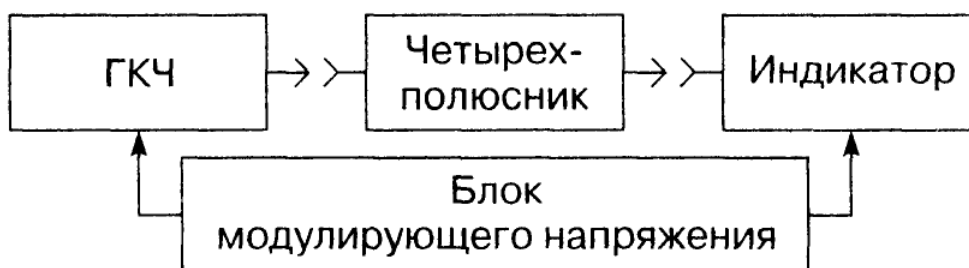 ГКЧ
Четырех-
полюсник
Индикатор
Блок
модулирующего напряжения